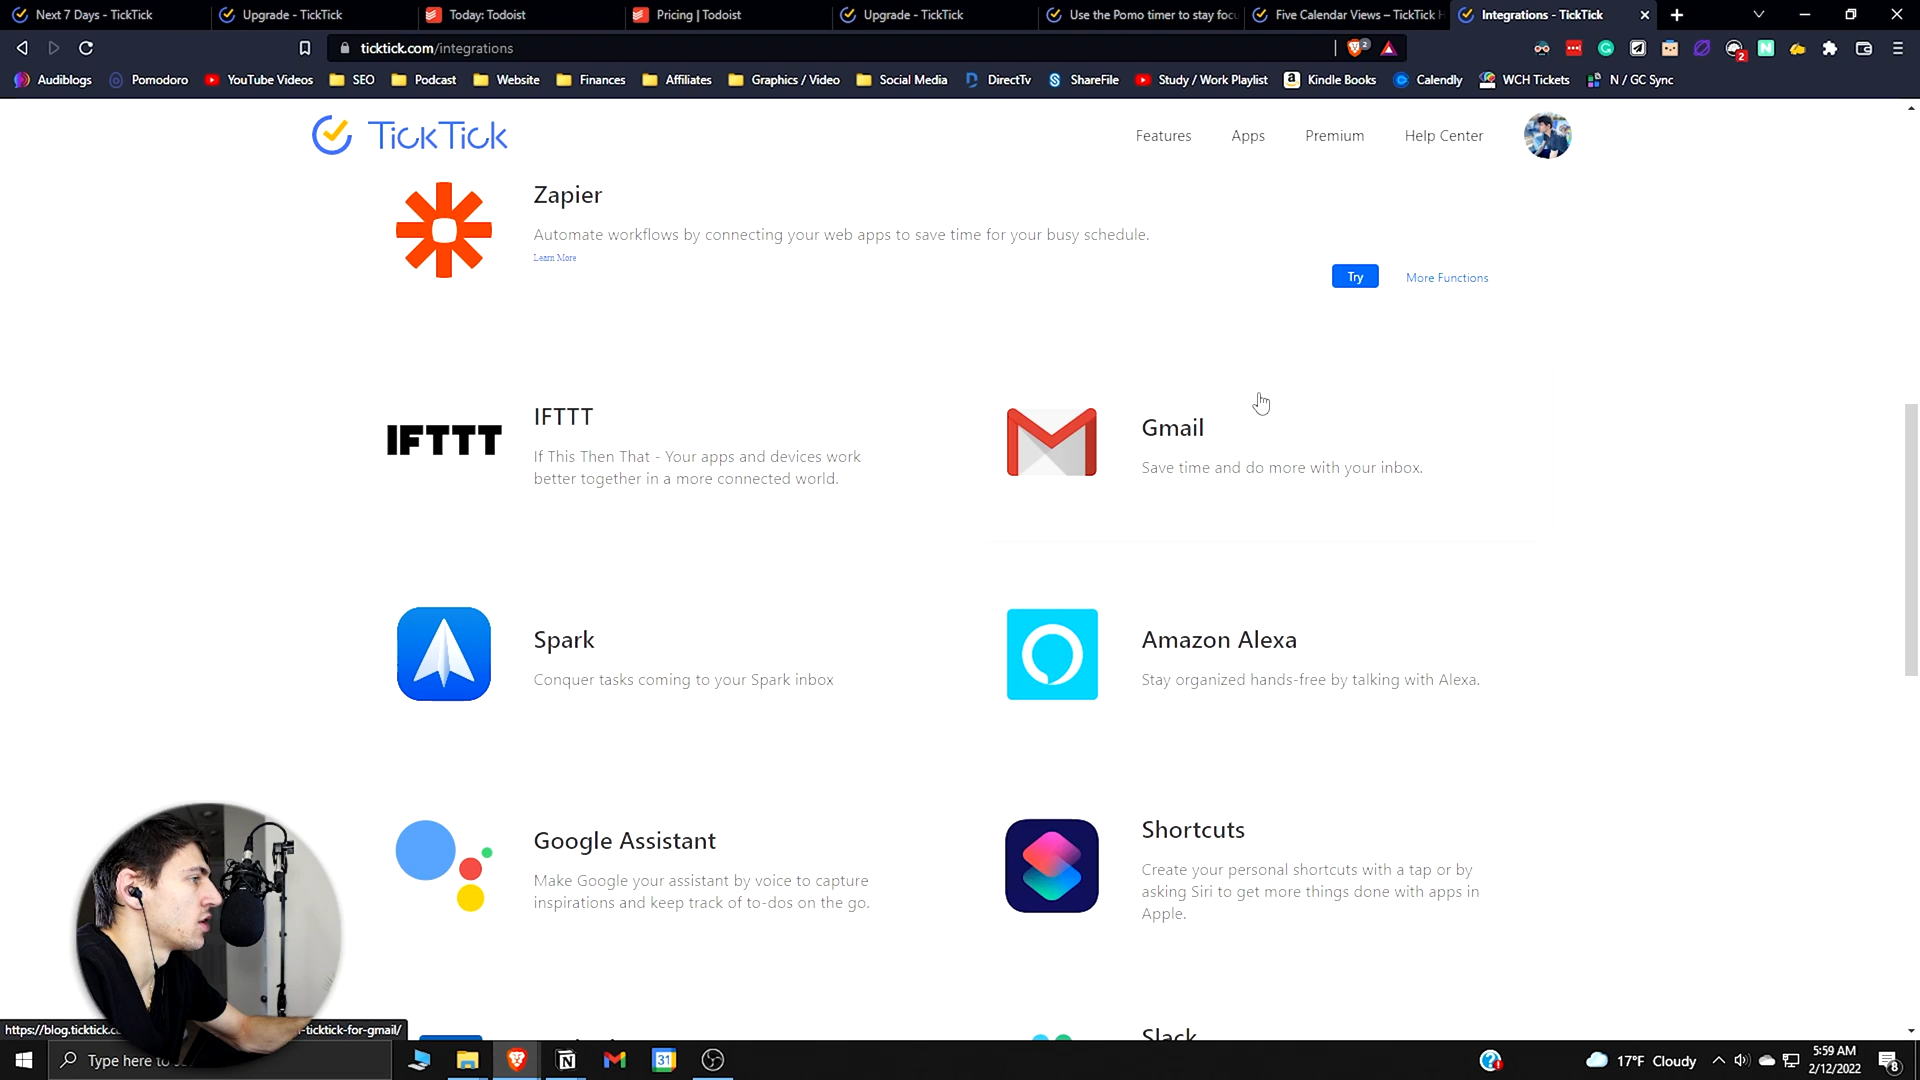 Next 7 Days - TickTick
Upgrade - TickTick
Today: Todoist
Pricing | Todoist
Upgrade - TickTick
Use the Pomo timer to stay foc
Five Calendar Views – TickTick H
Integrations - TickTick
ticktick.com/integrations
2
2
Audiblogs
Pomodoro
YouTube Videos
SEO
Podcast
Website
Finances
Affiliates
Graphics / Video
Social Media
DirectTv
ShareFile
Study / Work Playlist
Kindle Books
Calendly
WCH Tickets
N / GC Sync
TickTick
Features
Apps
Premium
Help Center
Zapier
Automate workflows by connecting your web apps to save time for your busy schedule.
Learn More
Try
More Functions
IFTTT
IFTTT
If This Then That - Your apps and devices work
better together in a more connected world.
Gmail
Save time and do more with your inbox.
Spark
Conquer tasks coming to your Spark inbox
Amazon Alexa
Stay organized hands-free by talking with Alexa.
Google Assistant
Make Google your assistant by voice to capture
inspirations and keep track of to-dos on the go.
Shortcuts
Create your personal shortcuts with a tap or by
asking Siri to get more things done with apps in
Apple.
Slack
https://blog.ticktick.c
-ticktick-for-gmail/
Type here to
31
17°F Cloudy
5:59 AM
2/12/2022
8